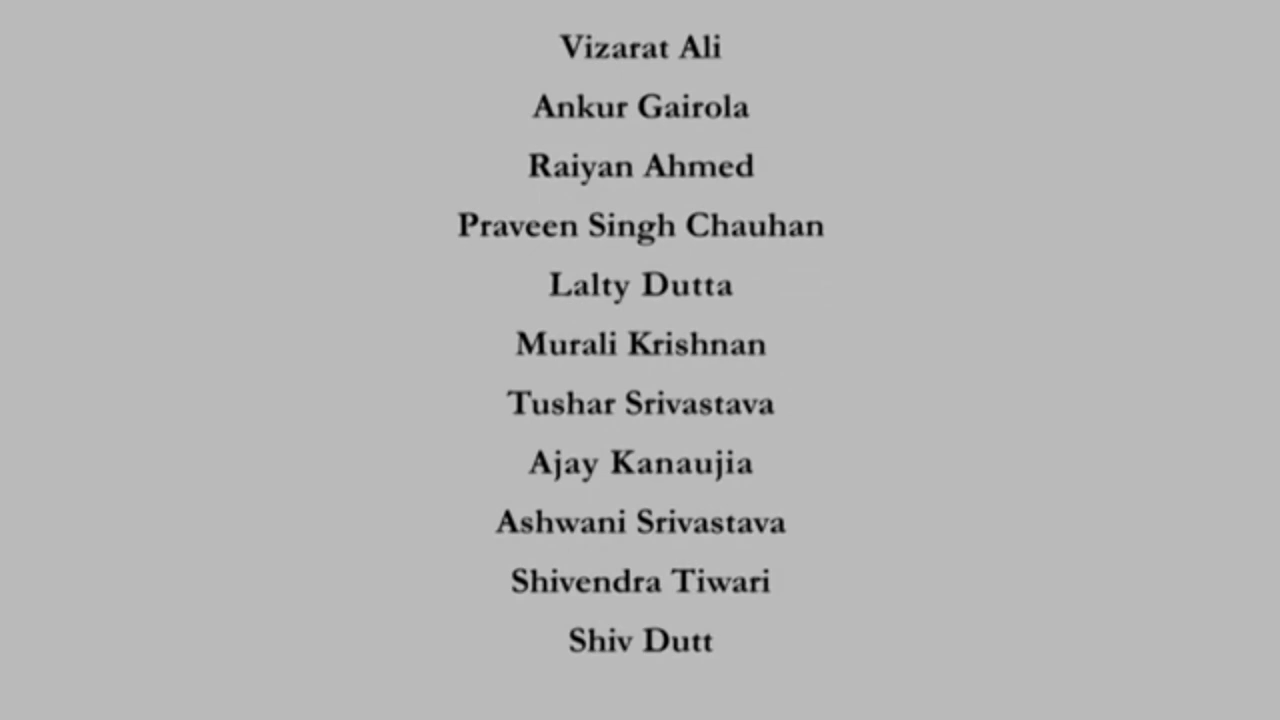 Vizarat Ali
Ankur Gairola
Raiyan Ahmed
Praveen Singh Chauhan
Lalty Dutta
Murali Krishnan
Tushar Srivastava
Ajay Kanaujia
Ashwani Srivastava
Shivendra Tiwari
Shiv Dutt